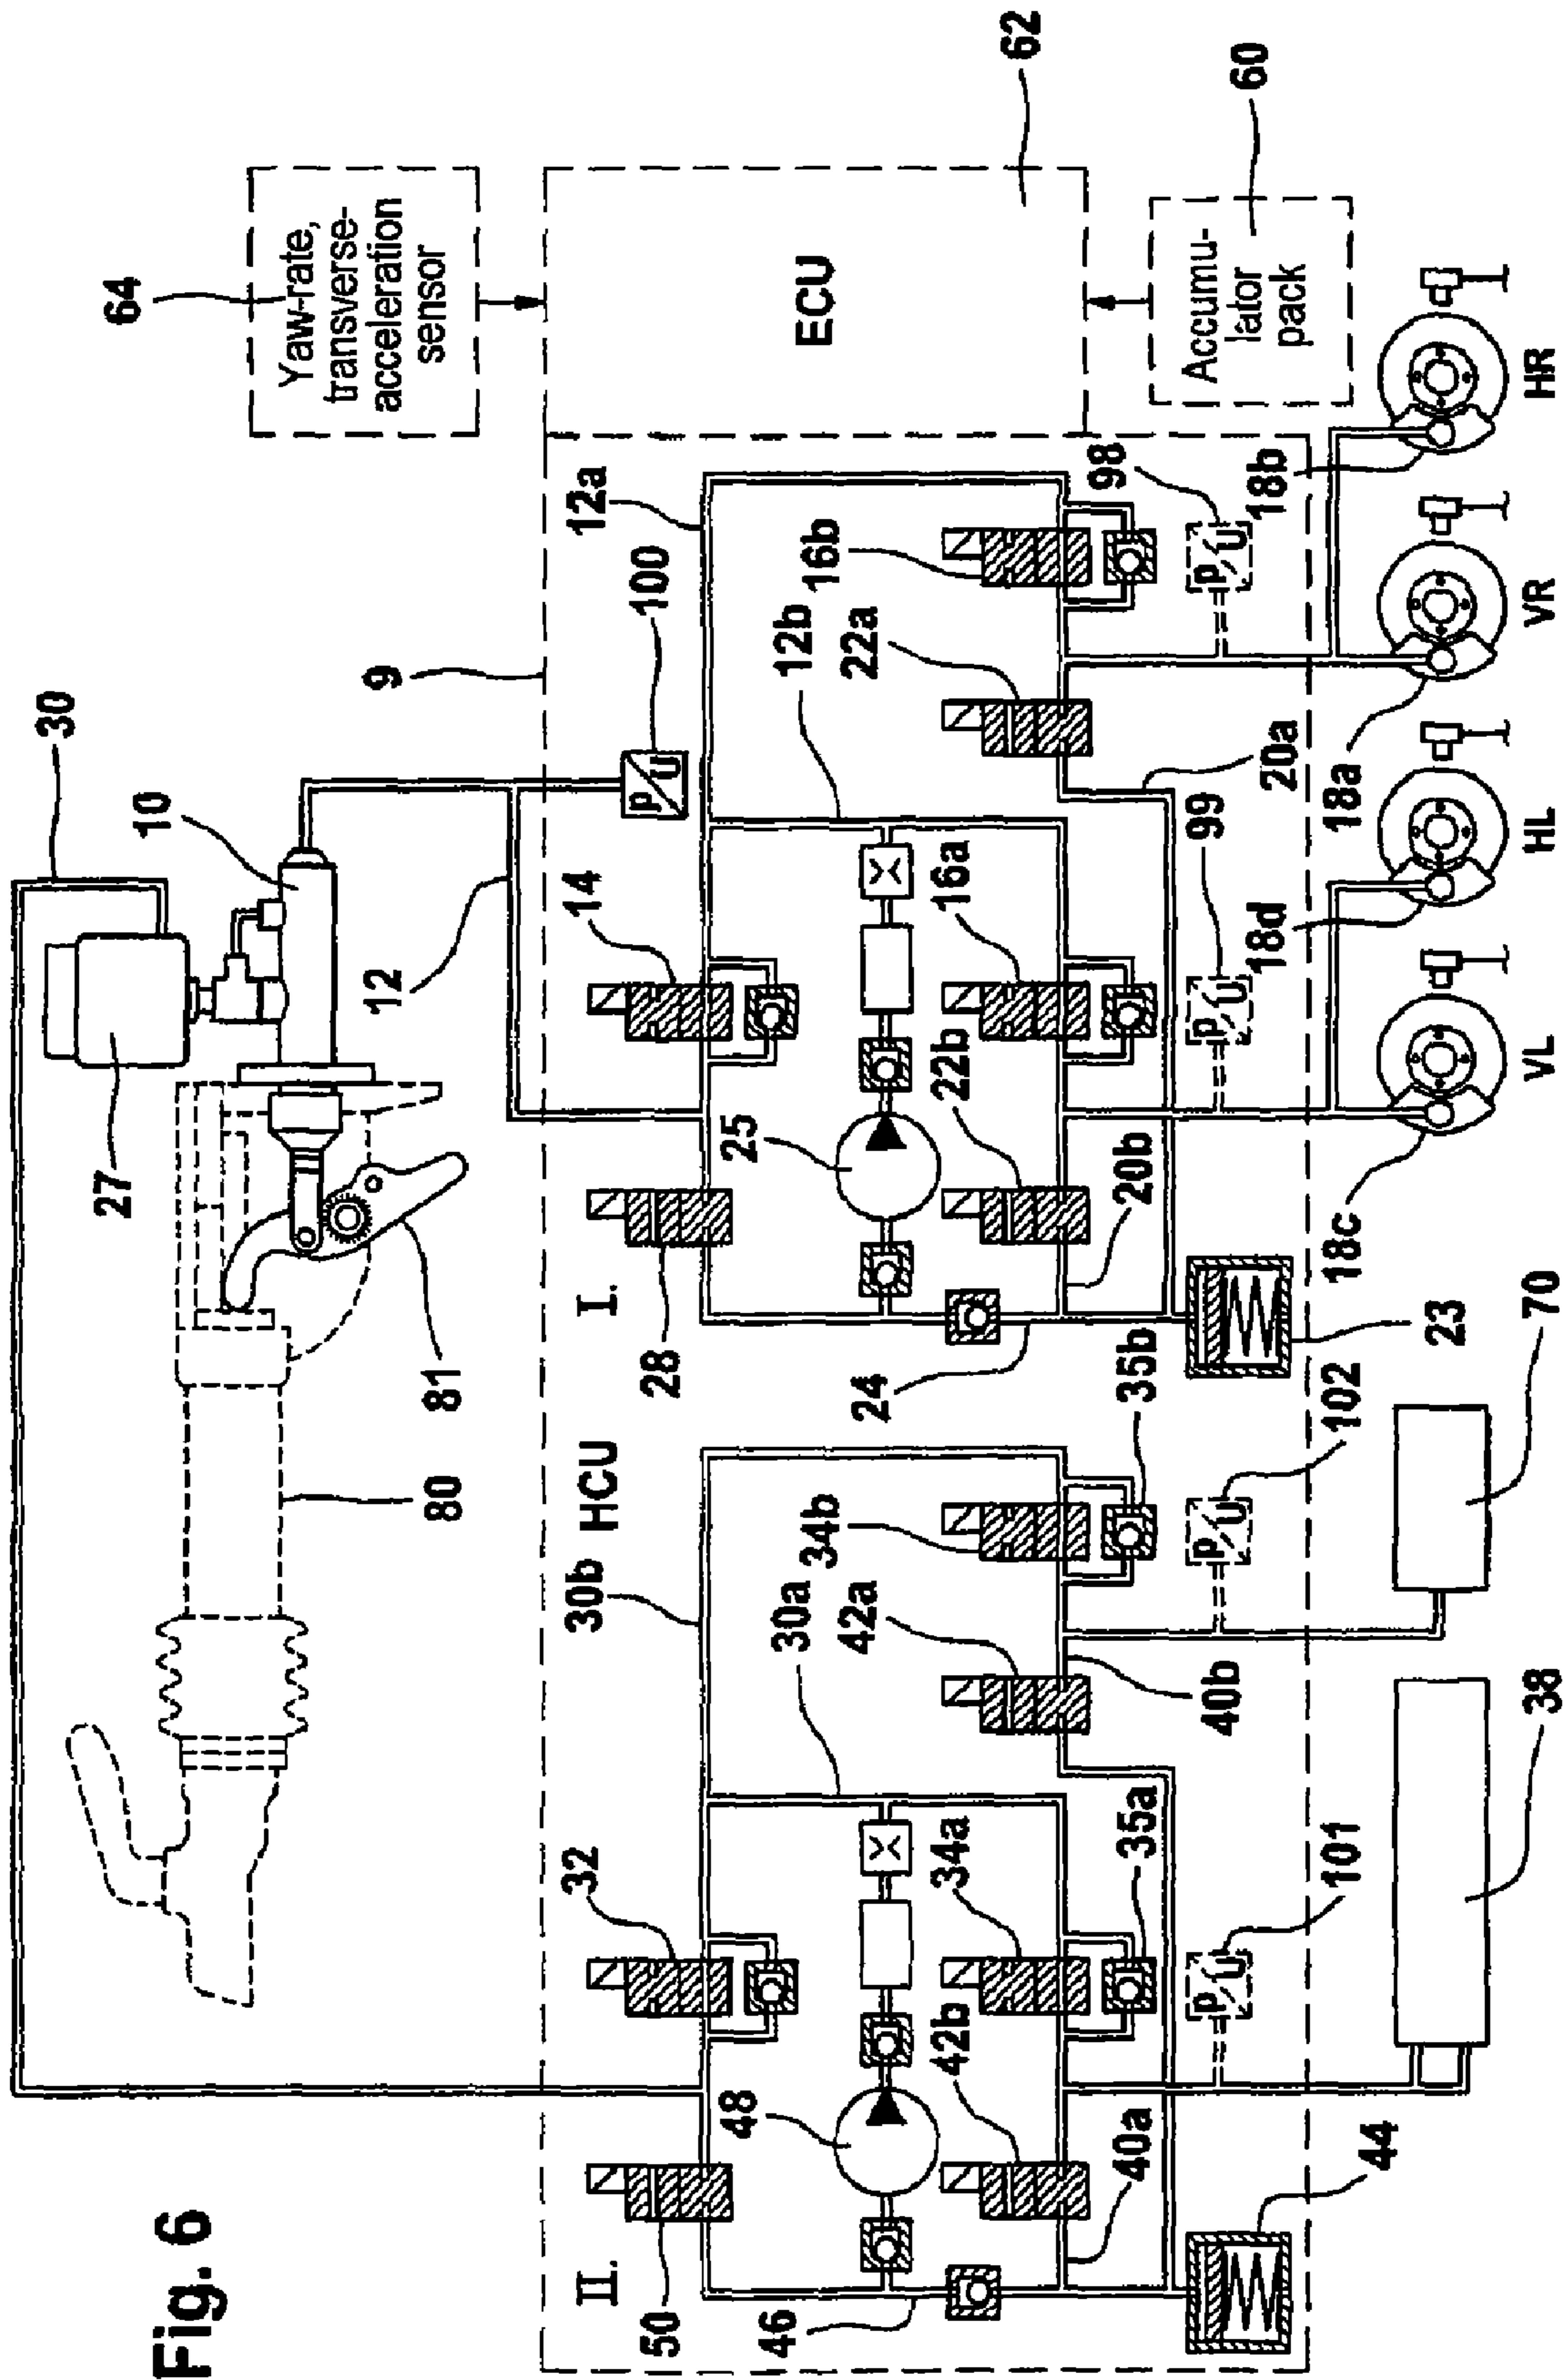 30
27
10
64
Fig. 6
Yaw-rate,
transverse-
acceleration
sensor
12
9
80
81
II.
32
30b
HCU
I.
14
12a
50
28
100
62
48
25
46
30a
12b
ECU
24
42b
34a
42a
34b
22b
16a
22a
16b
40a
35a
40b
35b
20b
99
20a
98
P
U
P
U
P
U
P
U
P
U
Accumu-
lator
pack
60
101
102
18c
18d
18a
18b
44
23
38
70
VL
HL
VR
HR